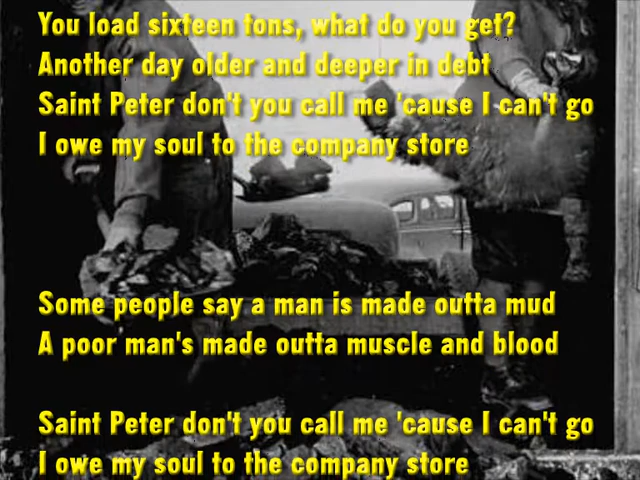 You load sixteen tons, what do you get?
Another day older and deeper in debt
Saint Peter don't you call me 'cause I can't go
I owe my soul to the company store
Some people say a man is made outta mud
A poor man's made outta muscle and blood
Saint Peter don't you call me 'cause I can't go
I owe my soul to the company store